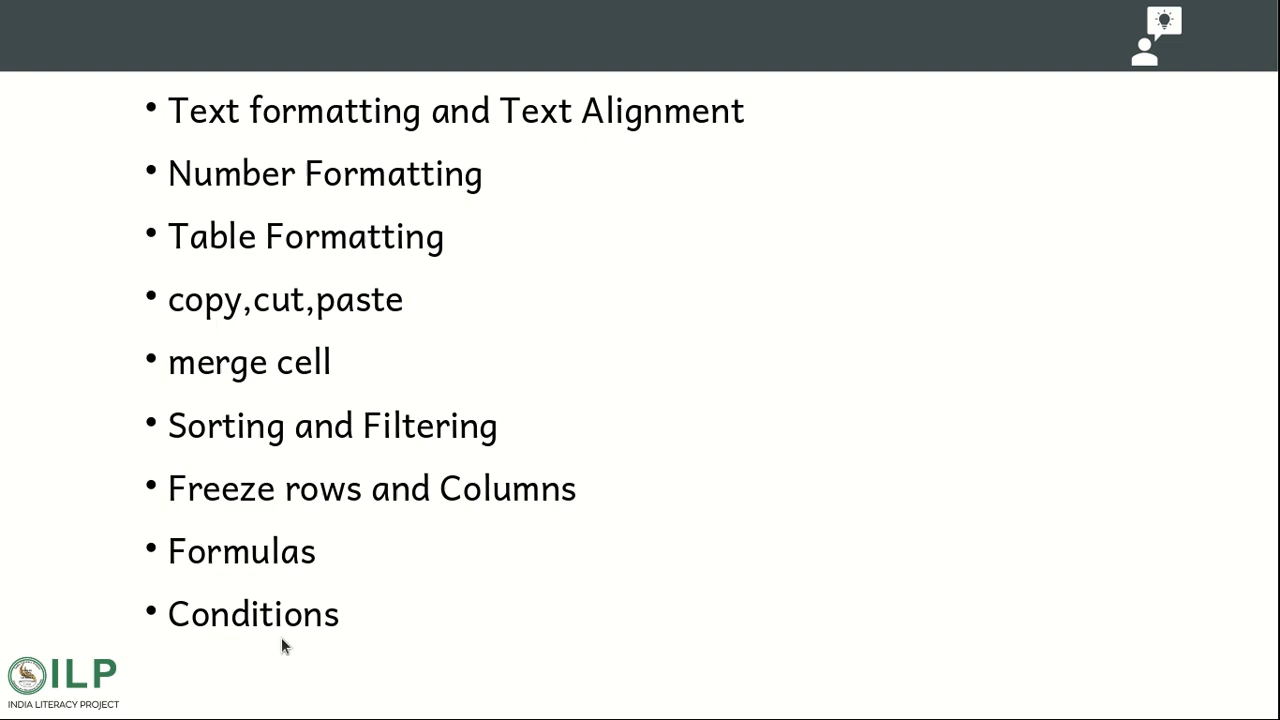 • Text formatting and Text Alignment
• Number Formatting
• Table Formatting
• copy,cut,paste
• merge cell
• Sorting and Filtering
• Freeze rows and Columns
• Formulas
• Conditions
ILP
INDIA LITERACY PROJECT